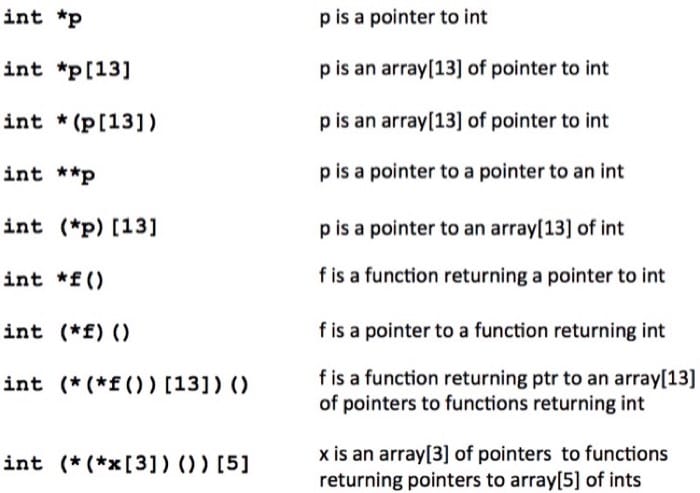 int *p p is a pointer to int
int *p[13] p is an array[13] of pointer to int
int *(p[13]) p is an array[13] of pointer to int
int **p p is a pointer to a pointer to an int
int (*p)[13] p is a pointer to an array[13] of int
int *f() f is a function returning a pointer to int
int (*f)() f is a pointer to a function returning int
int (*(*f())[13])() f is a function returning ptr to an array[13]
of pointers to functions returning int
int (*(*x[3])())[5] x is an array[3] of pointers to functions
returning pointers to array[5] of ints